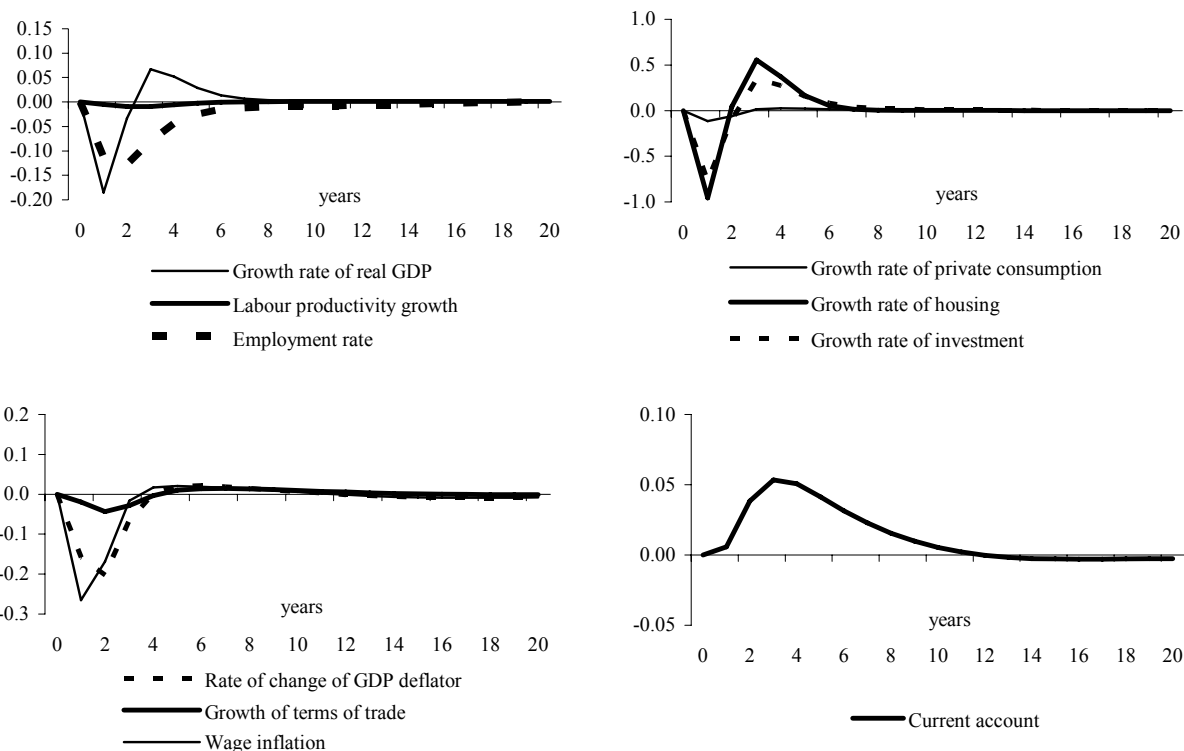 0.15
0.10
0.05
0.00
-0.05
-0.10
-0.15
-0.20
years
0 2 4 6 8 10 12 14 16 18 20
Growth rate of real GDP
Labour productivity growth
Employment rate
1.0
0.5
0.0
-0.5
-1.0
years
0 2 4 6 8 10 12 14 16 18 20
Growth rate of private consumption
Growth rate of housing
Growth rate of investment
0.2
0.1
0.0
-0.1
-0.2
-0.3
years
0 2 4 6 8 10 12 14 16 18 20
Rate of change of GDP deflator
Growth of terms of trade
Wage inflation
0.10
0.05
0.00
-0.05
years
0 2 4 6 8 10 12 14 16 18 20
Current account